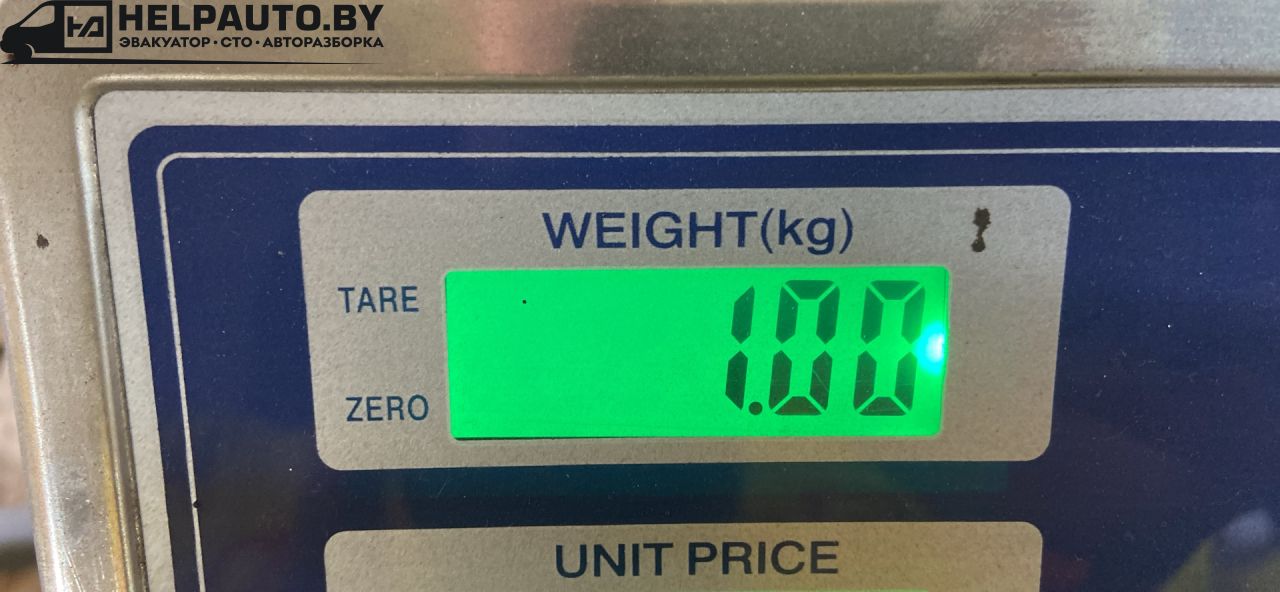 HELPAUTO.BY
ЭВАКУАТОР·СТО·АВТОРАЗБОРКА
WEIGHT(kg)
TARE
1.00
ZERO
UNIT PRICE